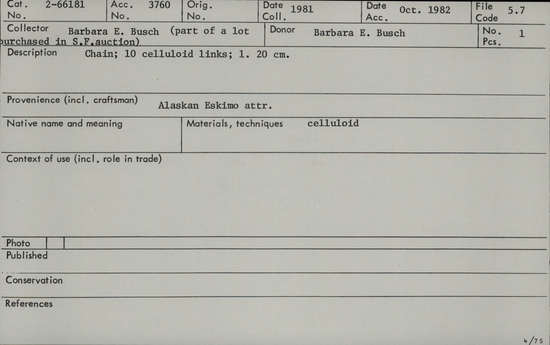 Cat. No. 2-66181 Acc. No. 3760 Orig. No. Date Coll. 1981 Date Acc. Oct. 1982 File Code 5.7
Collector Barbara E. Busch (part of a lot purchased in S.F.auction) Donor Barbara E. Busch No. Pcs. 1
Description Chain; 10 celluloid links; l. 20 cm.
Provenience (incl. craftsman) Alaskan Eskimo attr.
Native name and meaning Materials, techniques celluloid
Context of use (incl. role in trade)
Photo
Published
Conservation
References
4/75